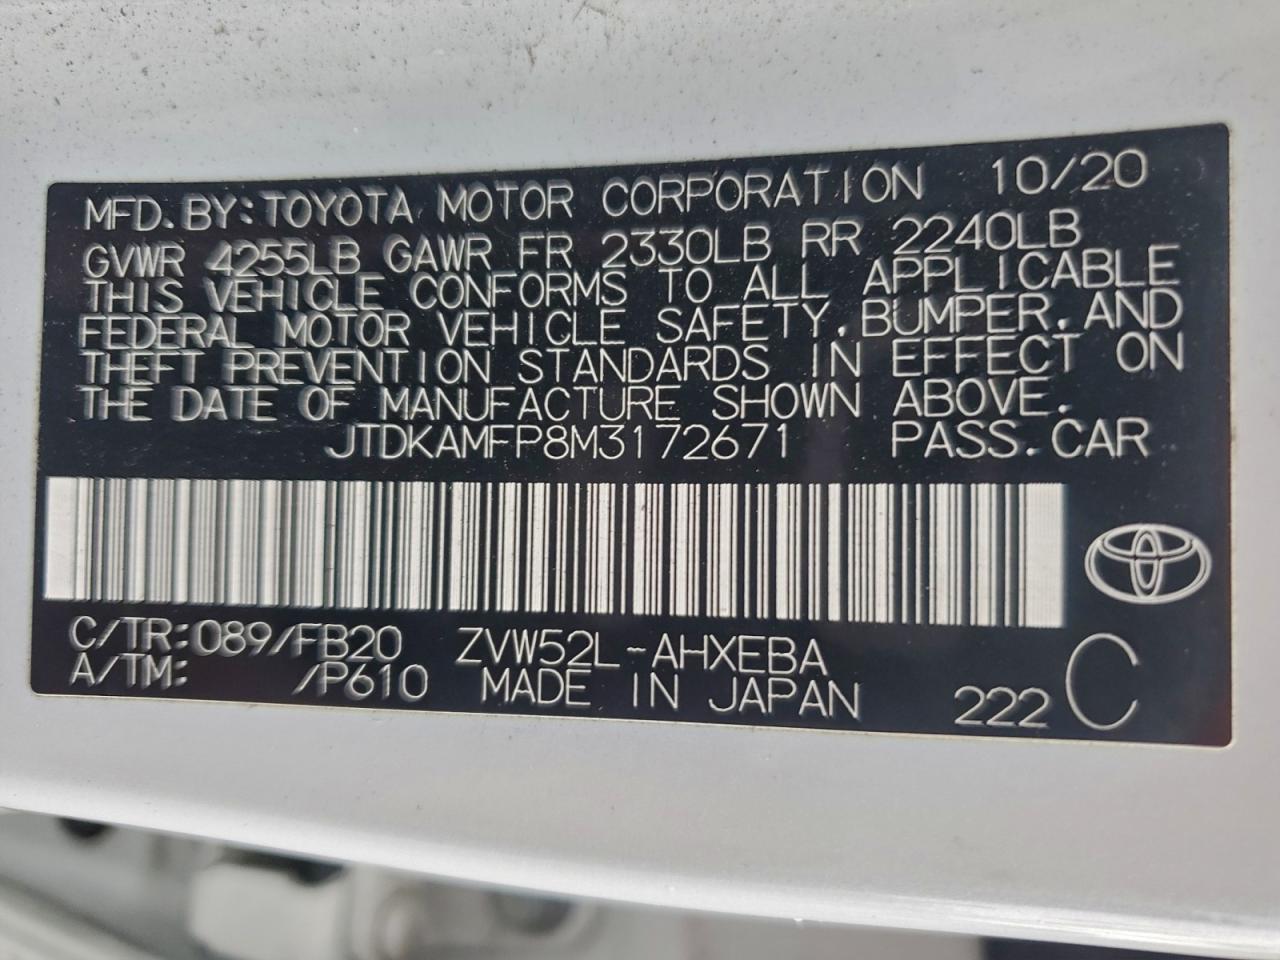 MFD. BY: TOYOTA MOTOR CORPORATION 10/20
GVWR 4255LB GAWR FR 2330LB RR 2240LB
THIS VEHICLE CONFORMS TO ALL APPLICABLE
FEDERAL MOTOR VEHICLE SAFETY, BUMPER, AND
THEFT PREVENTION STANDARDS IN EFFECT ON
THE DATE OF MANUFACTURE SHOWN ABOVE.
JTDKAMFP8M3172671 PASS. CAR
C/TR: 089/FB20 ZVW52L-AHXEBA C
A/TM: /P610 MADE IN JAPAN 222